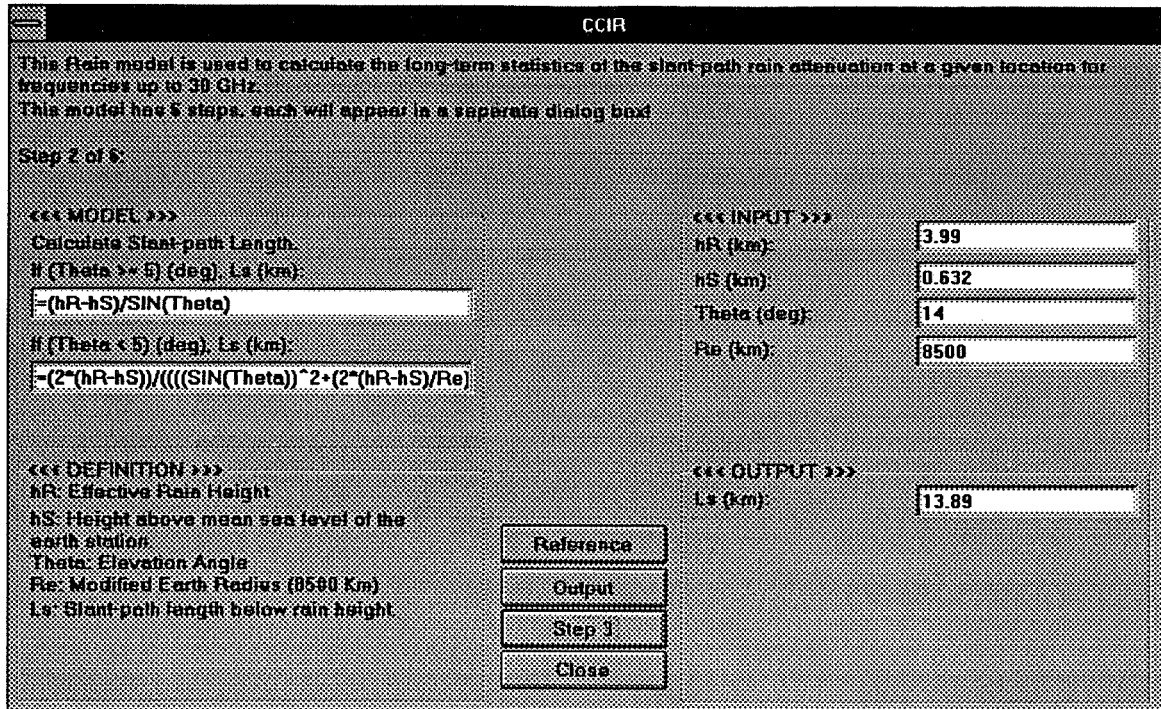 CCIR
This Rain model is used to calculate the long-term statistics of the slant-path rain attenuation at a given location for
frequencies up to 30 GHz.
This model has 6 steps, each will appear in a seperate dialog box!
Step 2 of 6:
<<< MODEL >>>
Calculate Slant-path Length.
If (Theta >= 5) (deg), Ls (km):
=(hR-hS)/SIN(Theta)
If (Theta < 5) (deg), Ls (km):
=(2*(hR-hS))/((((SIN(Theta))^2+(2*(hR-hS)/Re)
<<< INPUT >>>
hR (km): 3.99
hS (km): 0.632
Theta (deg): 14
Re (km): 8500
<<< DEFINITION >>>
hR: Effective Rain Height
hS: Height above mean sea level of the
earth station
Theta: Elevation Angle
Re: Modified Earth Radius (8500 Km)
Ls: Slant-path length below rain height.
Reference
Output
Step 3
Close
<<< OUTPUT >>>
Ls (km): 13.89